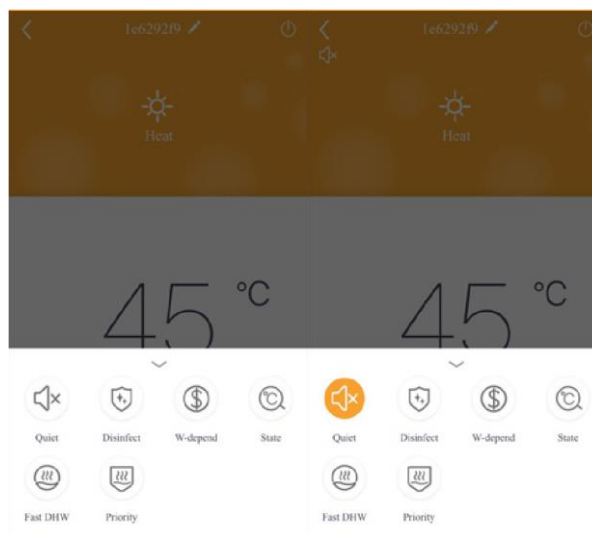 1e6292f9
Heat
45 °C
Quiet
Disinfect
W-depend
State
Fast DHW
Priority
1e6292f9
Heat
45 °C
Quiet
Disinfect
W-depend
State
Fast DHW
Priority